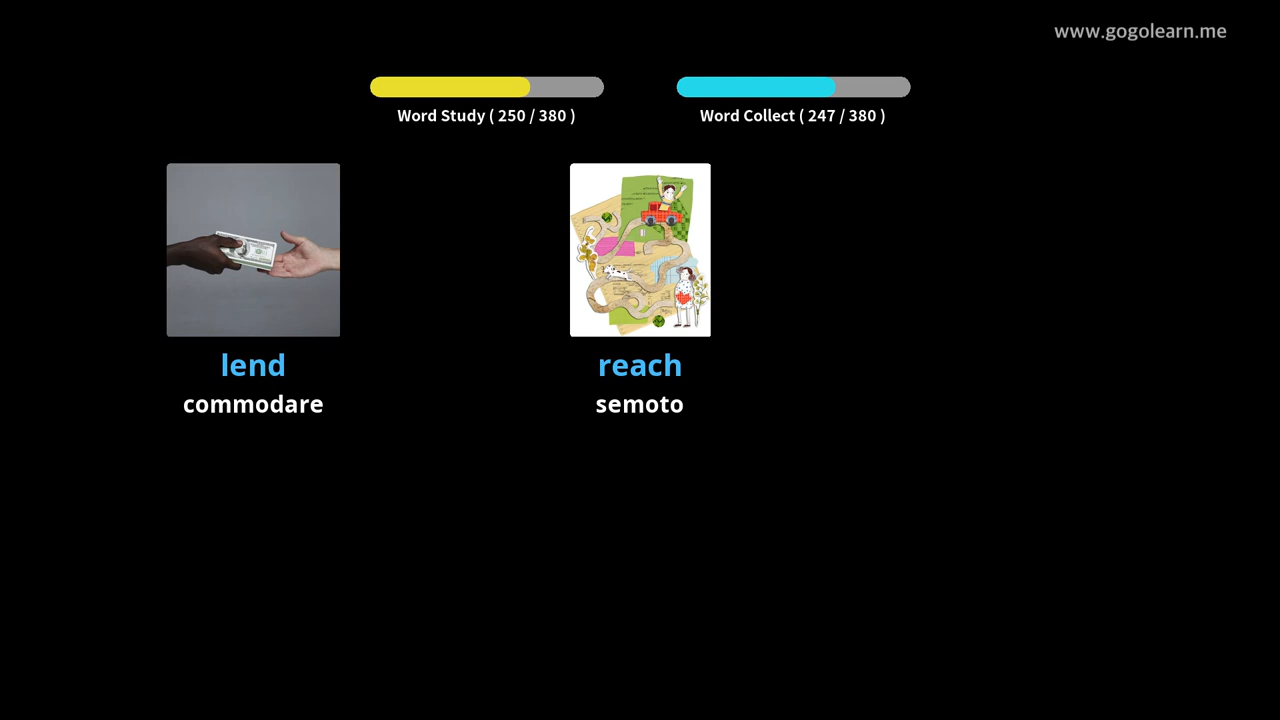 www.gogolearn.me
Word Study ( 250 / 380 )
Word Collect ( 247 / 380 )
lend
commodare
reach
semoto